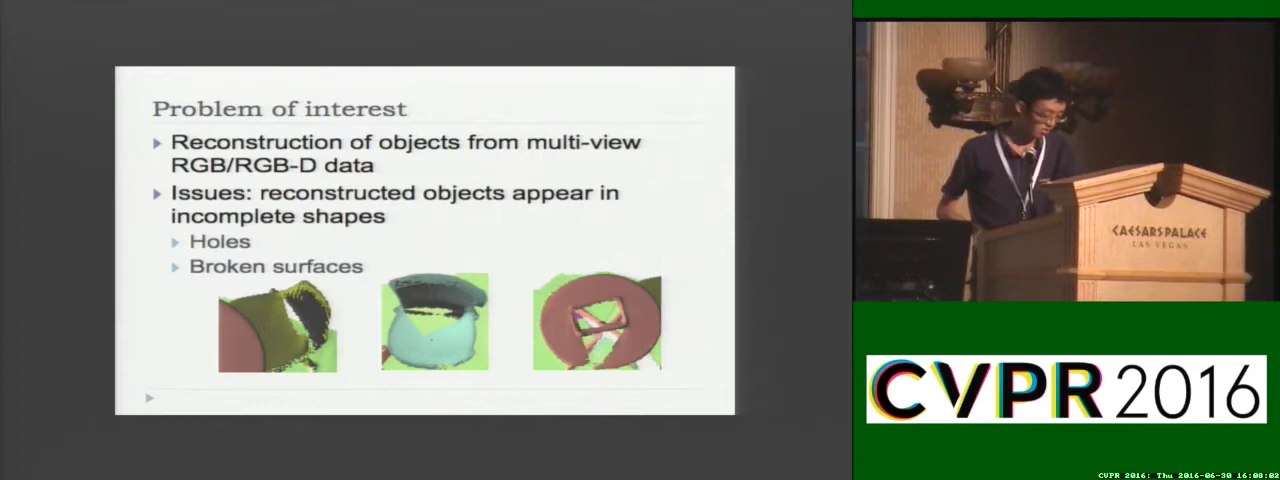 Problem of interest
Reconstruction of objects from multi-view
RGB/RGB-D data
Issues: reconstructed objects appear in
incomplete shapes
Holes
Broken surfaces
CAESARS PALACE
LAS VEGAS
CVPR 2016
CVPR 2016: Thu 2016-06-30 16:08:02